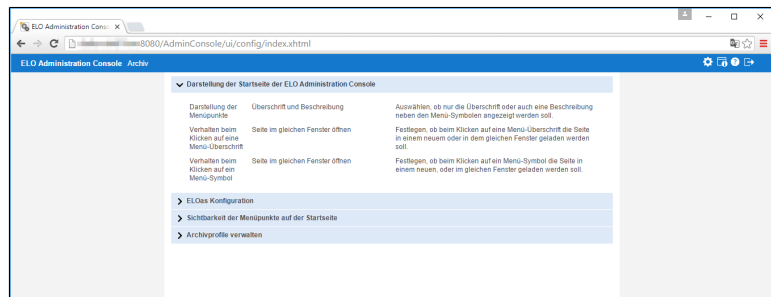 ELO Administration Conso
8080/AdminConsole/ui/config/index.xhtml
ELO Administration Console Archiv
Darstellung der Startseite der ELO Administration Console
Darstellung der
Menüpunkte
Überschrift und Beschreibung
Auswählen, ob nur die Überschrift oder auch eine Beschreibung
neben den Menü-Symbolen angezeigt werden soll.
Verhalten beim
Klicken auf eine
Menü-Überschrift
Seite im gleichen Fenster öffnen
Festlegen, ob beim Klicken auf eine Menü-Überschrift die Seite
in einem neuem oder in dem gleichen Fenster geladen werden
soll.
Verhalten beim
Klicken auf ein
Menü-Symbol
Seite im gleichen Fenster öffnen
Festlegen, ob beim Klicken auf ein Menü-Symbol die Seite in
einem neuen, oder im gleichen Fenster geladen werden soll.
ELOas Konfiguration
Sichtbarkeit der Menüpunkte auf der Startseite
Archivprofile verwalten